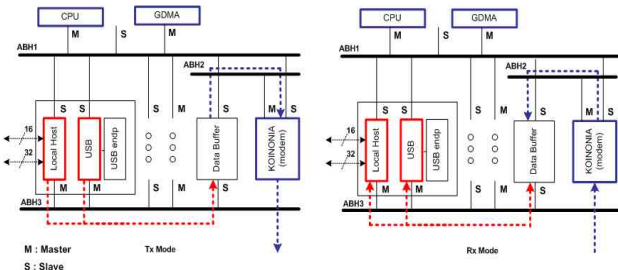 CPU
GDMA
M
S
M
ABH1
ABH2
S
S
S
M
S
M
S
16
32
Local Host
USB
USB endp
Data Buffer
KOINONIA
(modem)
M
M
S
M
S
S
ABH3
M : Master
Tx Mode
S : Slave
CPU
GDMA
M
S
M
ABH1
ABH2
S
S
S
M
S
M
S
16
32
Local Host
USB
USB endp
Data Buffer
KOINONIA
(modem)
M
M
S
M
S
S
ABH3
Rx Mode